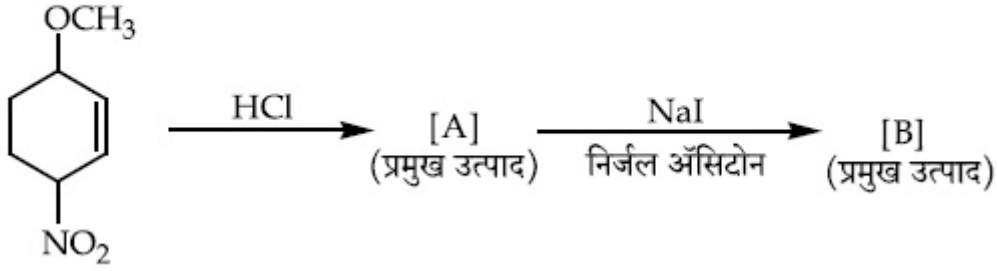 OCH₃
HCl
[A]
(प्रमुख उत्पाद)
NaI
निर्जल ॲसिटोन
[B]
(प्रमुख उत्पाद)
NO₂